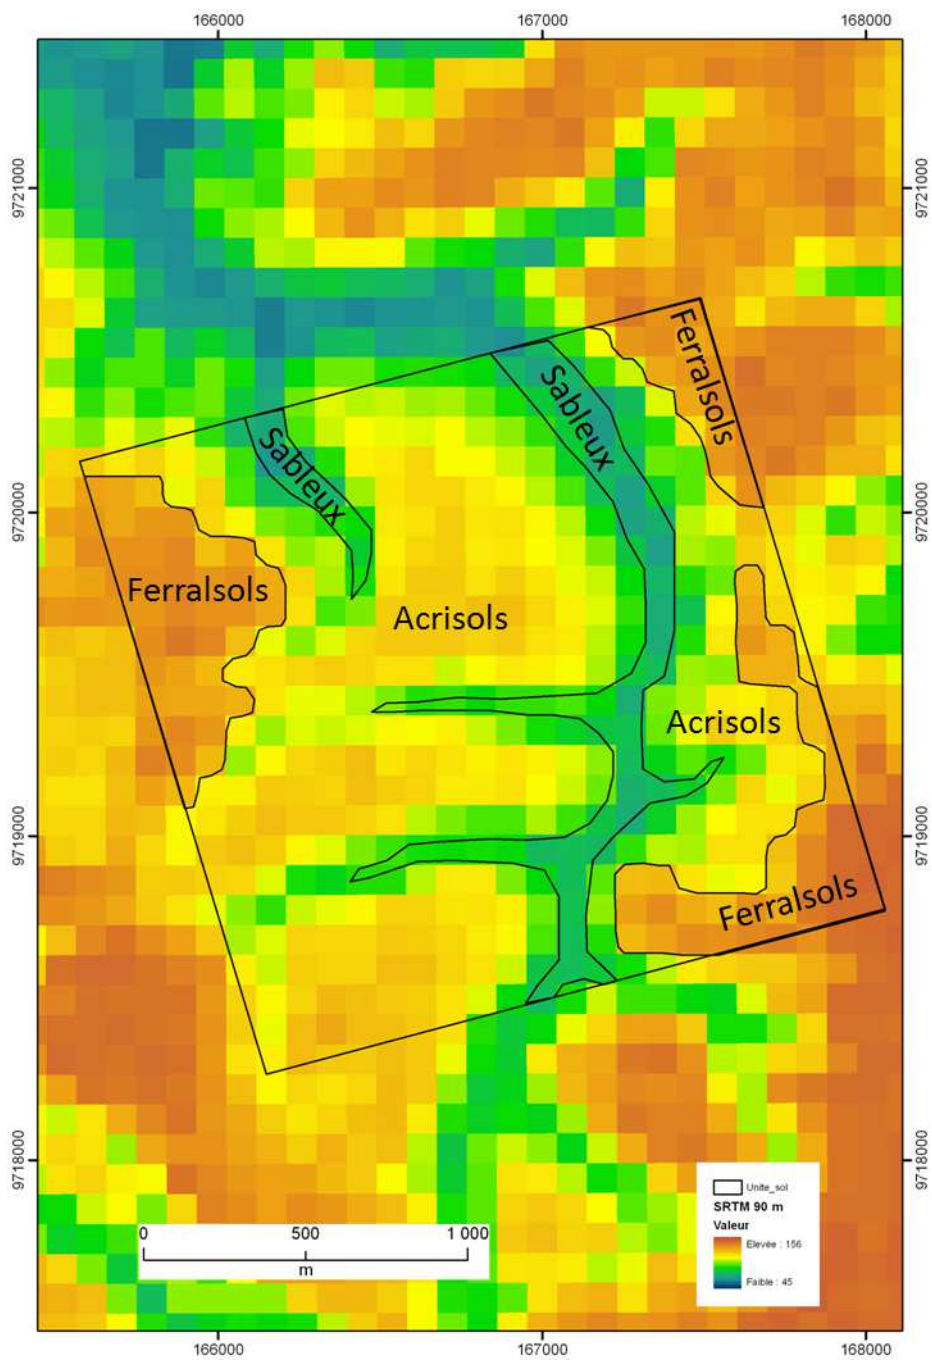 166000
167000
168000
9721000
9721000
Ferralsols
Sableux
Sableux
9720000
9720000
Ferralsols
Acrisols
Acrisols
9719000
9719000
Ferralsols
9718000
9718000
Unite_sol
SRTM 90 m
Valeur
Elevée : 156
Faible : 45
0 500 1 000
m
166000
167000
168000